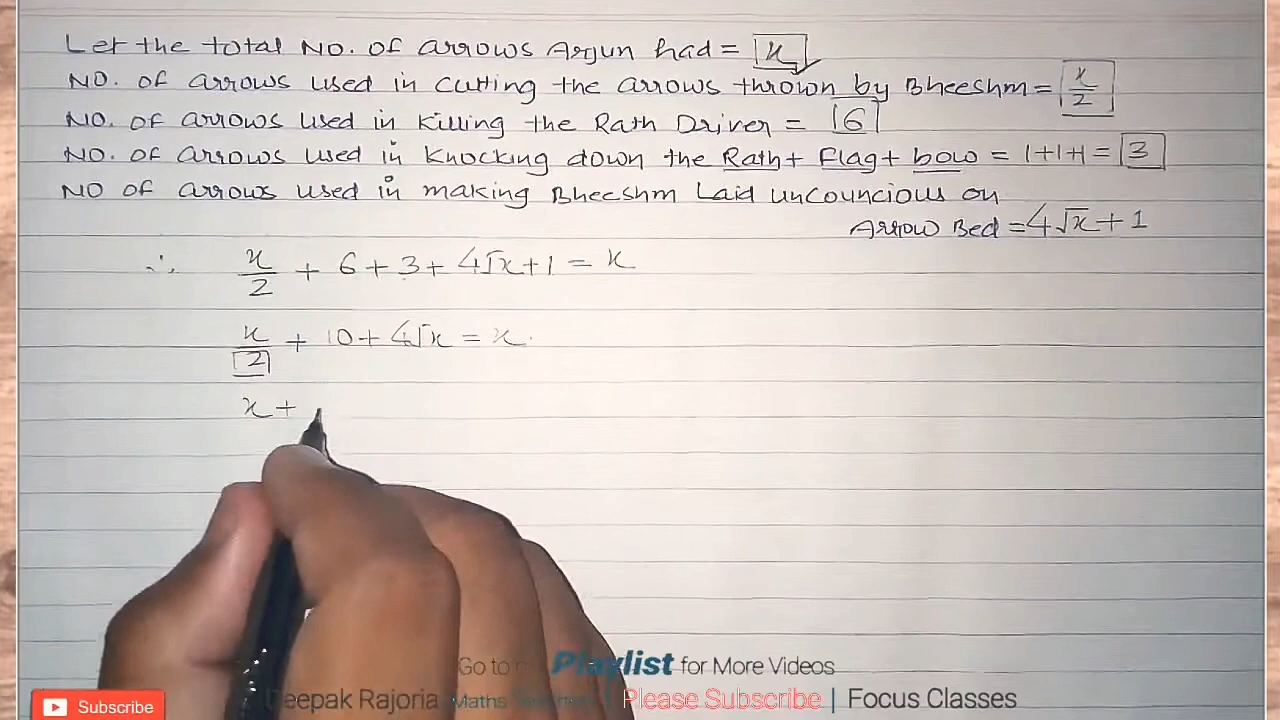 Let the total No. of arrows Arjun had = x
No. of arrows used in cutting the arrows thrown by Bheeshm = x/2
No. of arrows used in killing the Rath Driver = 6
No. of arrows used in knocking down the Rath + Flag + bow = 1+1+1 = 3
No of arrows used in making Bheeshm Laid uncouncious on
Arrow Bed = 4√x + 1
∴ x/2 + 6 + 3 + 4√x + 1 = x
x/2 + 10 + 4√x = x
x +
Go to Playlist for More Videos
Subscribe Deepak Rajoria Maths | Please Subscribe | Focus Classes